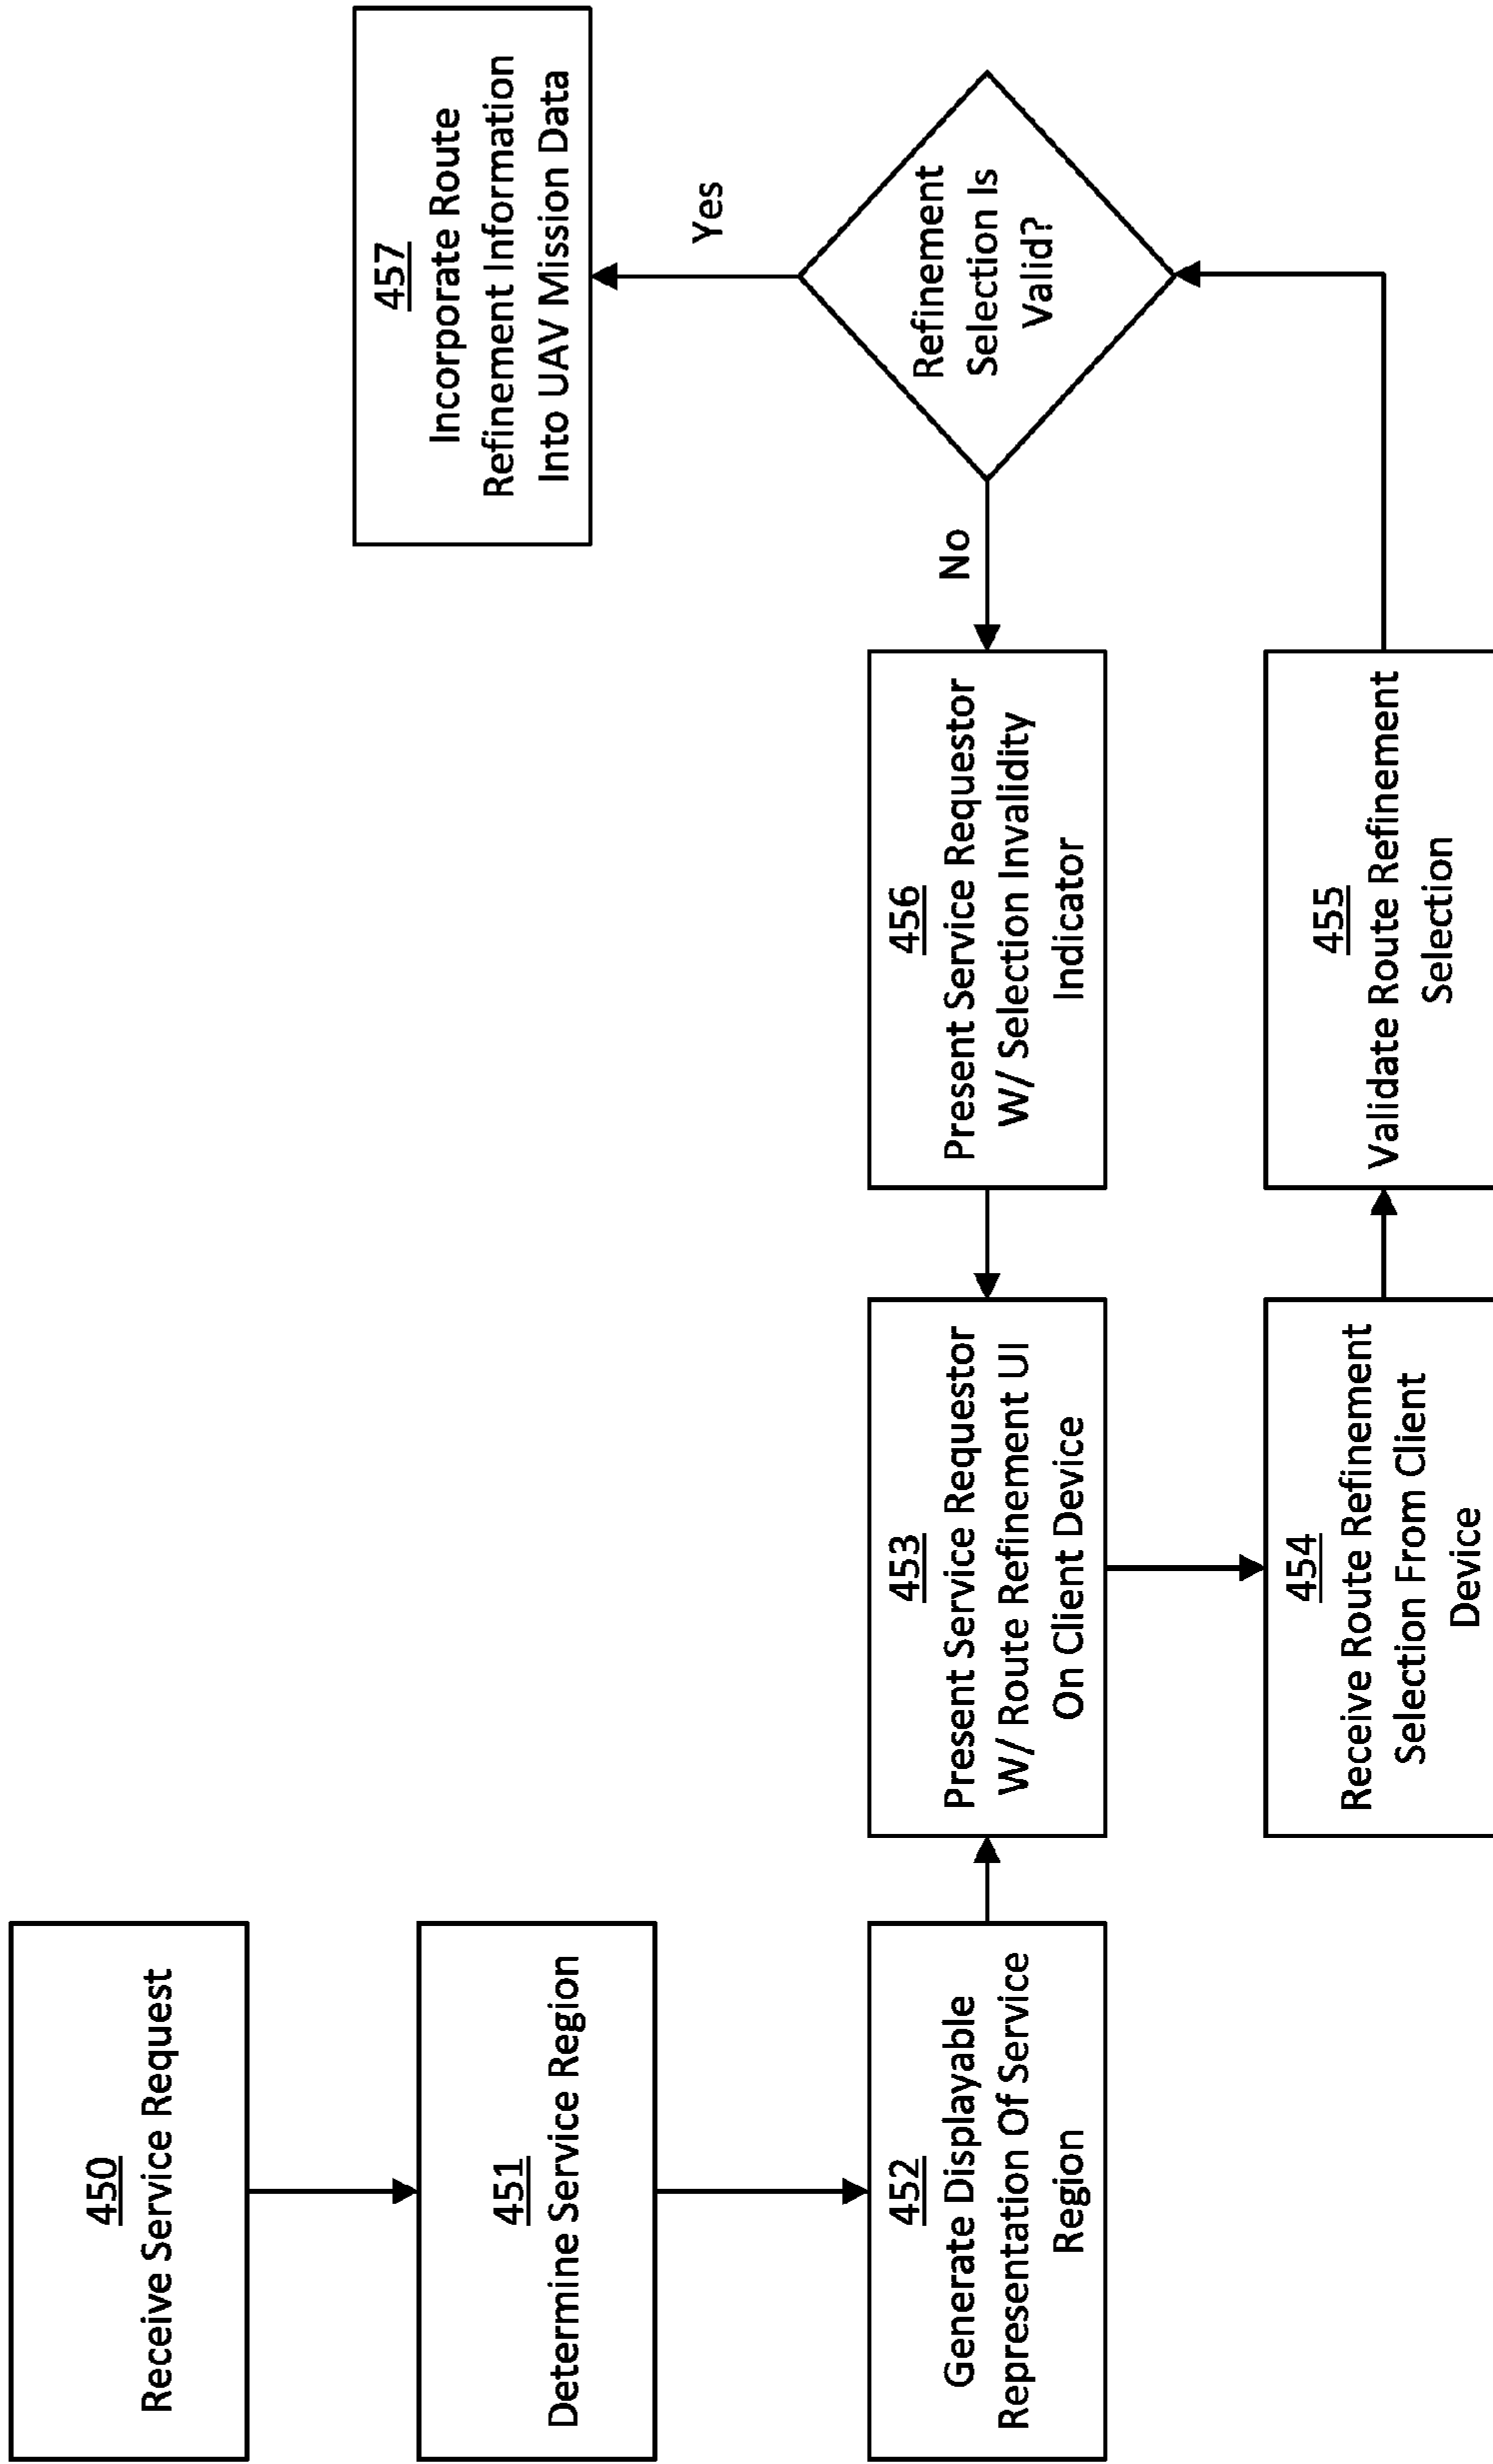 450
Receive Service Request
451
Determine Service Region
452
Generate Displayable
Representation Of Service
Region
453
Present Service Requestor
W/ Route Refinement UI
On Client Device
454
Receive Route Refinement
Selection From Client
Device
455
Validate Route Refinement
Selection
Refinement
Selection Is
Valid?
No
456
Present Service Requestor
W/ Selection Invalidity
Indicator
Yes
457
Incorporate Route
Refinement Information
Into UAV Mission Data